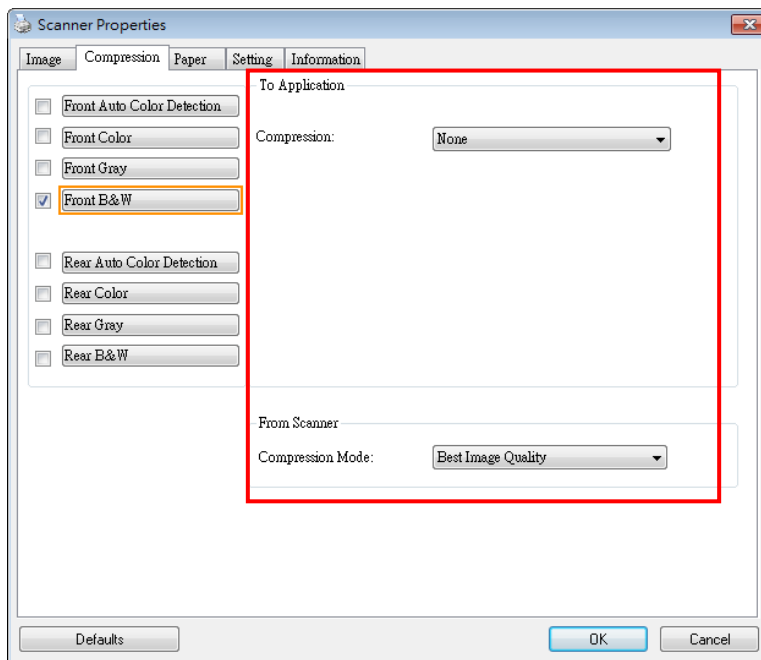 Scanner Properties
Image Compression Paper Setting Information
To Application
Front Auto Color Detection
Front Color
Compression: None
Front Gray
Front B&W
Rear Auto Color Detection
Rear Color
Rear Gray
Rear B&W
From Scanner
Compression Mode: Best Image Quality
Defaults OK Cancel